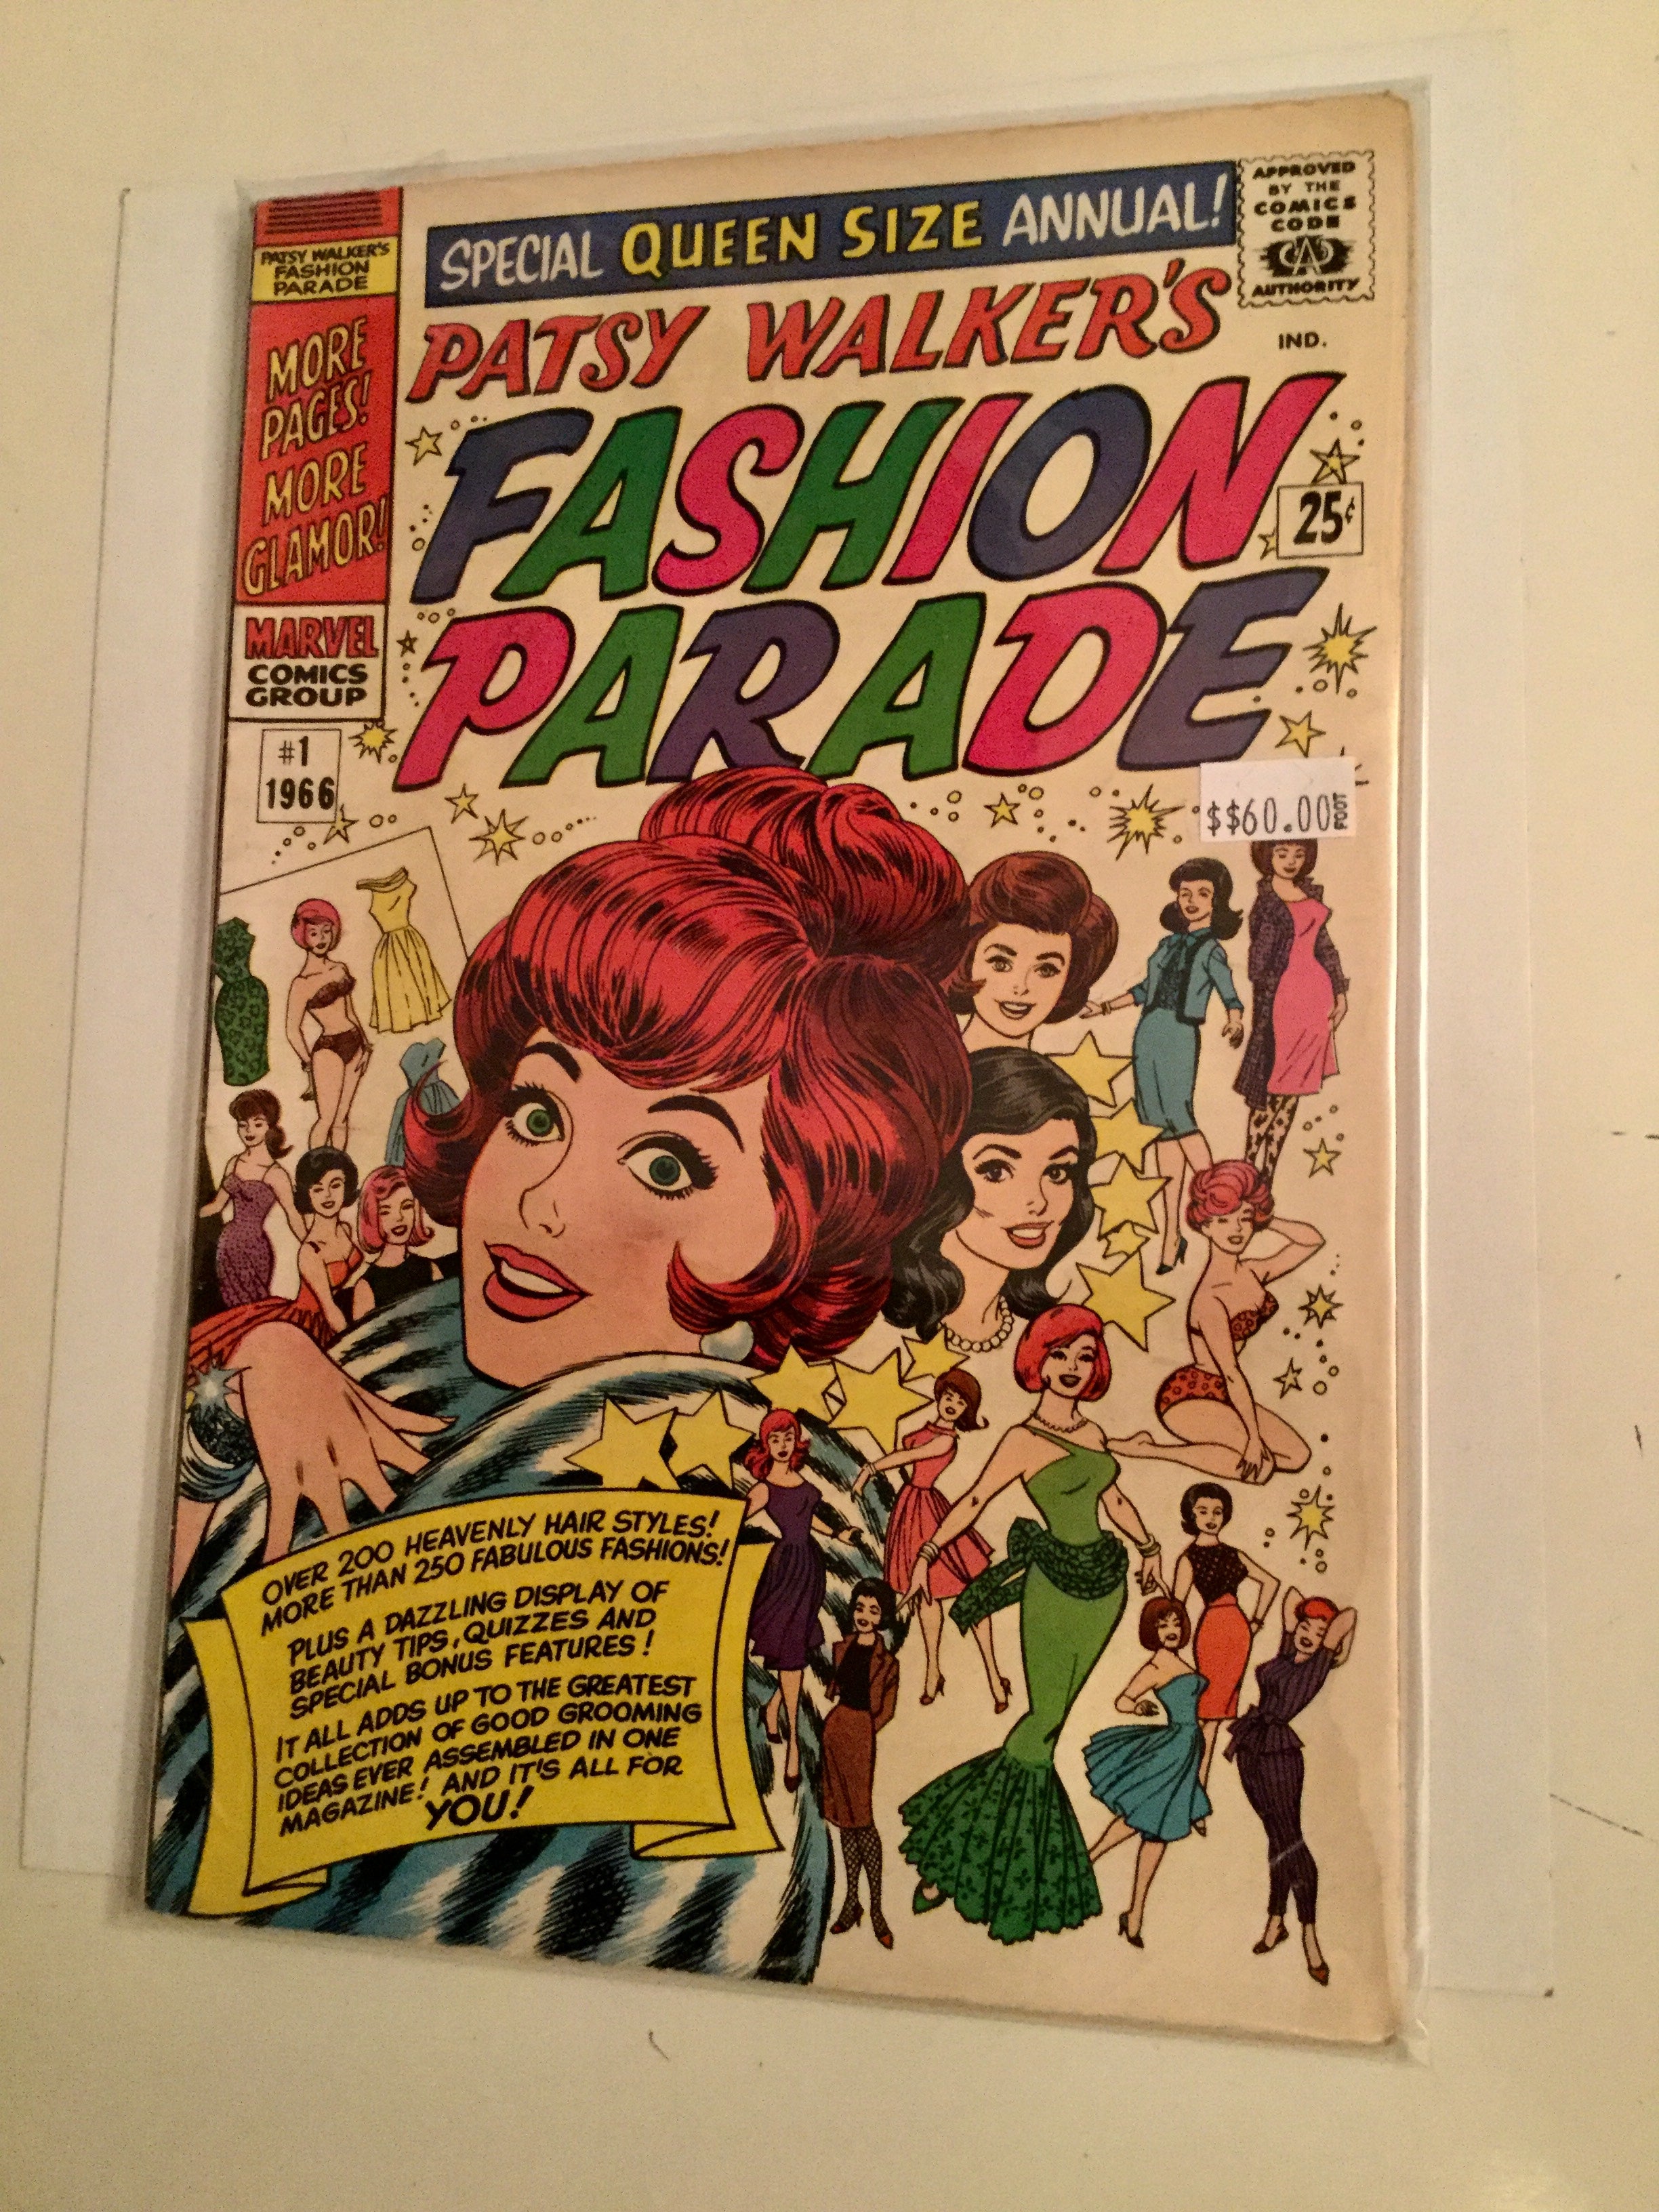 SPECIAL QUEEN SIZE ANNUAL!
APPROVED
BY THE
COMICS
CODE
CA
AUTHORITY
PATSY WALKER'S
FASHION
PARADE
PATSY WALKER'S
IND.
FASHION
PARADE
25¢
MORE
PAGES!
MORE
GLAMOR!
MARVEL
COMICS
GROUP
#1
1966
$$60.00
OVER 200 HEAVENLY HAIR STYLES!
MORE THAN 250 FABULOUS FASHIONS!
PLUS A DAZZLING DISPLAY OF
BEAUTY TIPS, QUIZZES AND
SPECIAL BONUS FEATURES!
IT ALL ADDS UP TO THE GREATEST
COLLECTION OF GOOD GROOMING
IDEAS EVER ASSEMBLED IN ONE
MAGAZINE! AND IT'S ALL FOR
YOU!